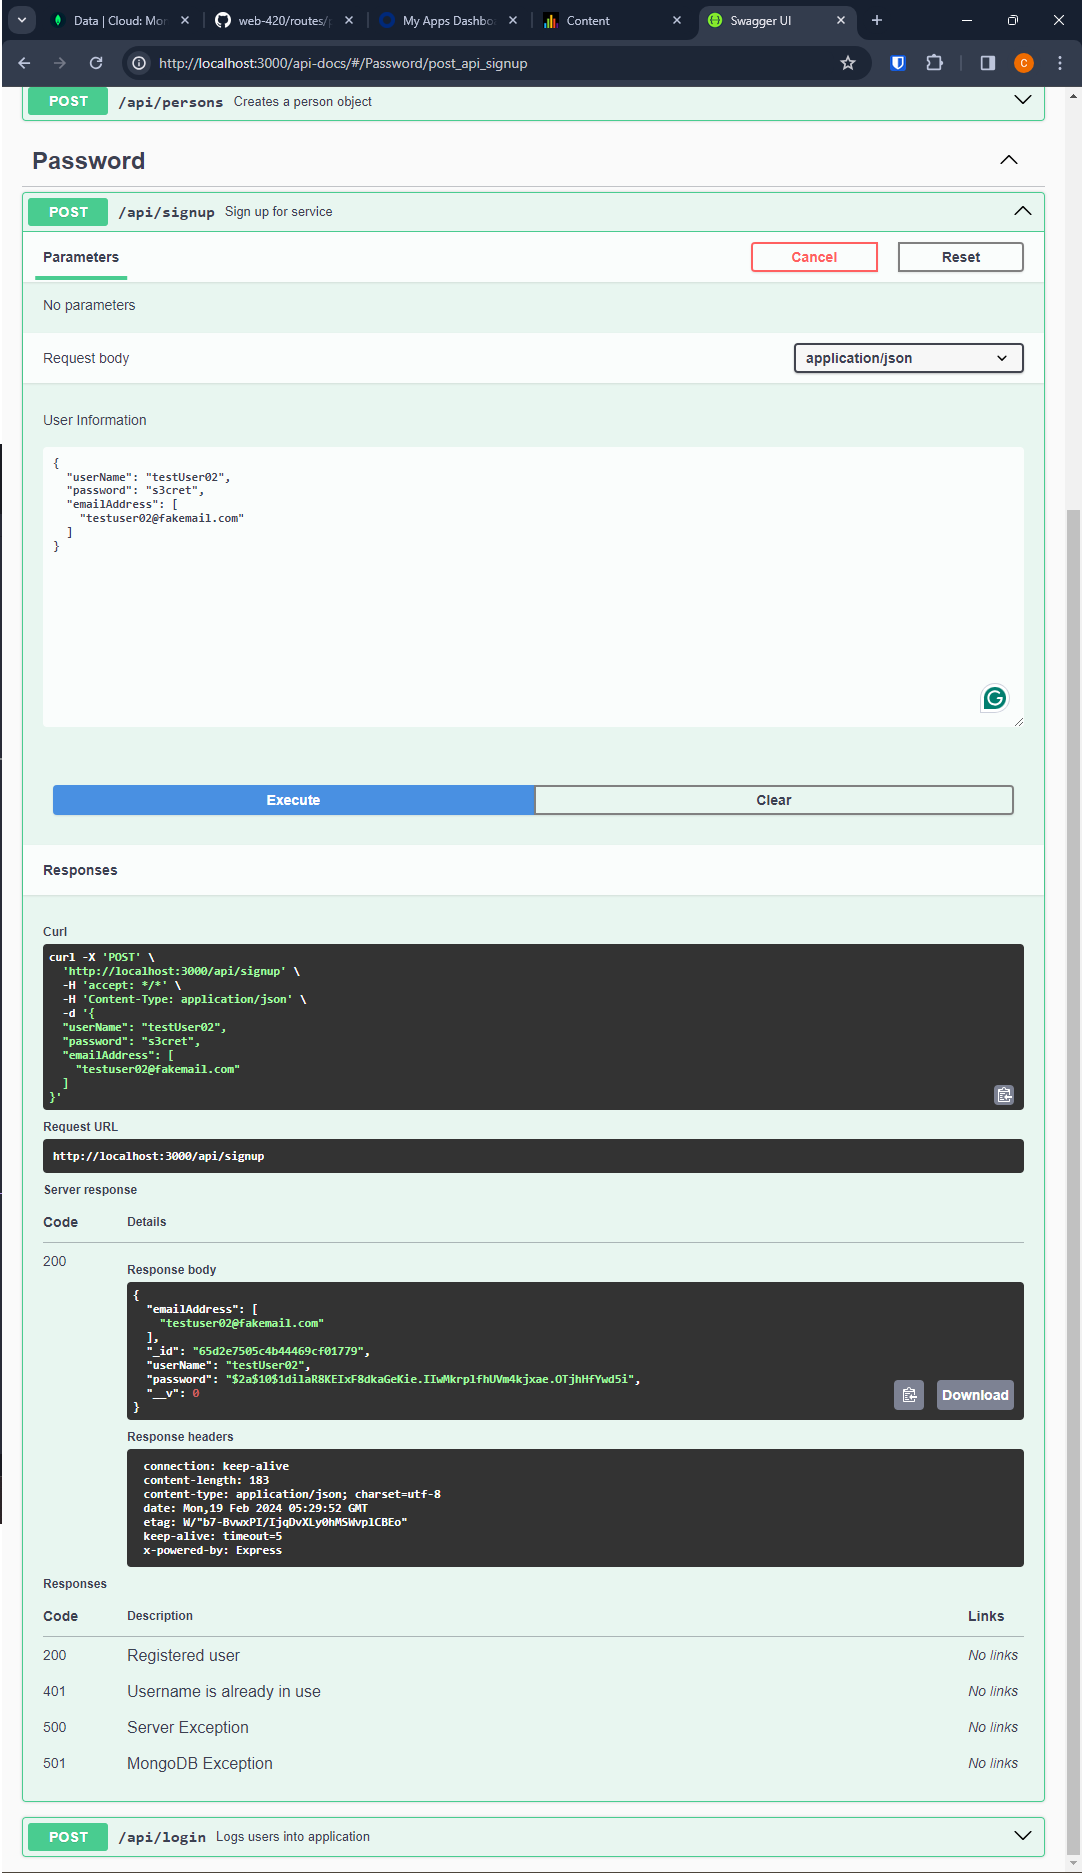 Data | Cloud: Mon
web-420/routes/p
My Apps Dashbo
Content
Swagger UI
http://localhost:3000/api-docs/#/Password/post_api_signup
C
POST /api/persons Creates a person object
Password
POST /api/signup Sign up for service
Parameters
Cancel
Reset
No parameters
Request body
application/json
User Information
{
"userName": "testUser02",
"password": "s3cret",
"emailAddress": [
"testuser02@fakemail.com"
]
}
Execute
Clear
Responses
Curl
curl -X 'POST' \
'http://localhost:3000/api/signup' \
-H 'accept: */*' \
-H 'Content-Type: application/json' \
-d '{
"userName": "testUser02",
"password": "s3cret",
"emailAddress": [
"testuser02@fakemail.com"
]
}'
Request URL
http://localhost:3000/api/signup
Server response
Code Details
200
Response body
{
"emailAddress": [
"testuser02@fakemail.com"
],
"_id": "65d2e7505c4b44469cf01779",
"userName": "testUser02",
"password": "$2a$10$1dilaR8KEIxF8dkaGeKie.IIwMkrplfhUVm4kjxae.OTjhHfYwd5i",
"__v": 0
}
Download
Response headers
connection: keep-alive
content-length: 183
content-type: application/json; charset=utf-8
date: Mon,19 Feb 2024 05:29:52 GMT
etag: W/"b7-BvwxPI/IjqDvXLy0hMSWvplCBEo"
keep-alive: timeout=5
x-powered-by: Express
Responses
Code Description Links
200 Registered user No links
401 Username is already in use No links
500 Server Exception No links
501 MongoDB Exception No links
POST /api/login Logs users into application